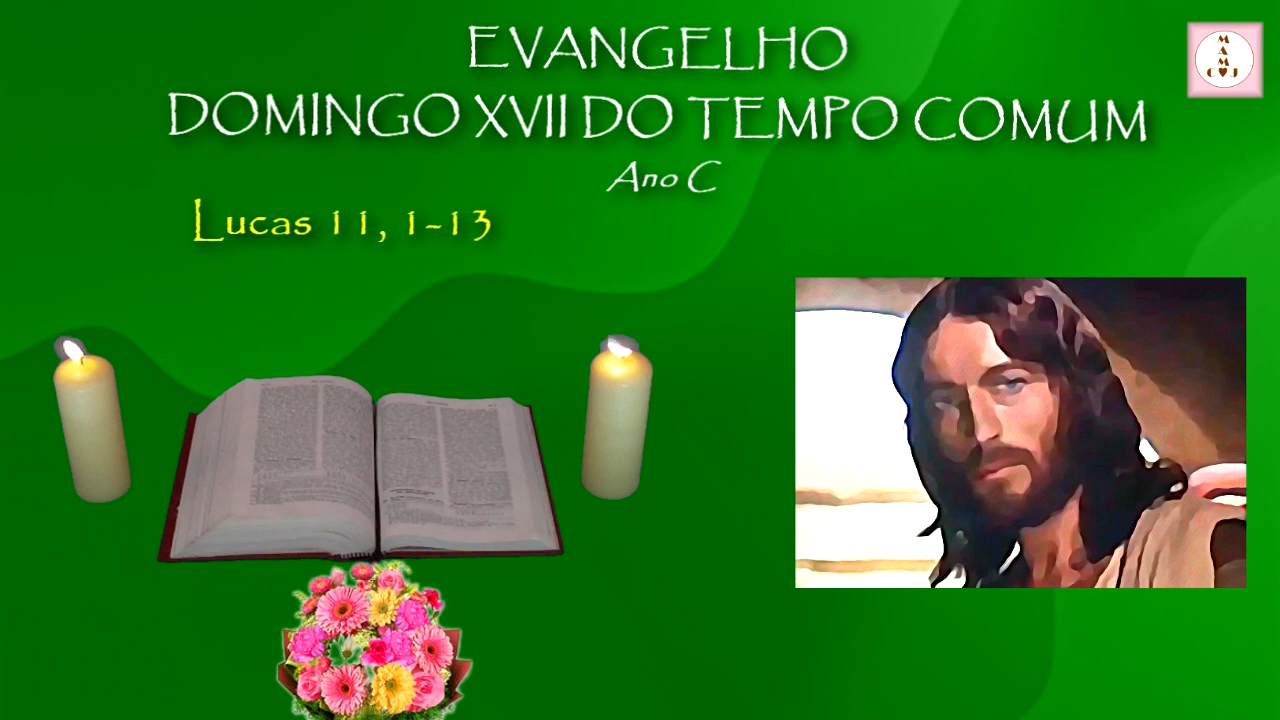 EVANGELHO
DOMINGO XVII DO TEMPO COMUM
Ano C
Lucas 11, 1-13
M
A
M
C♥J